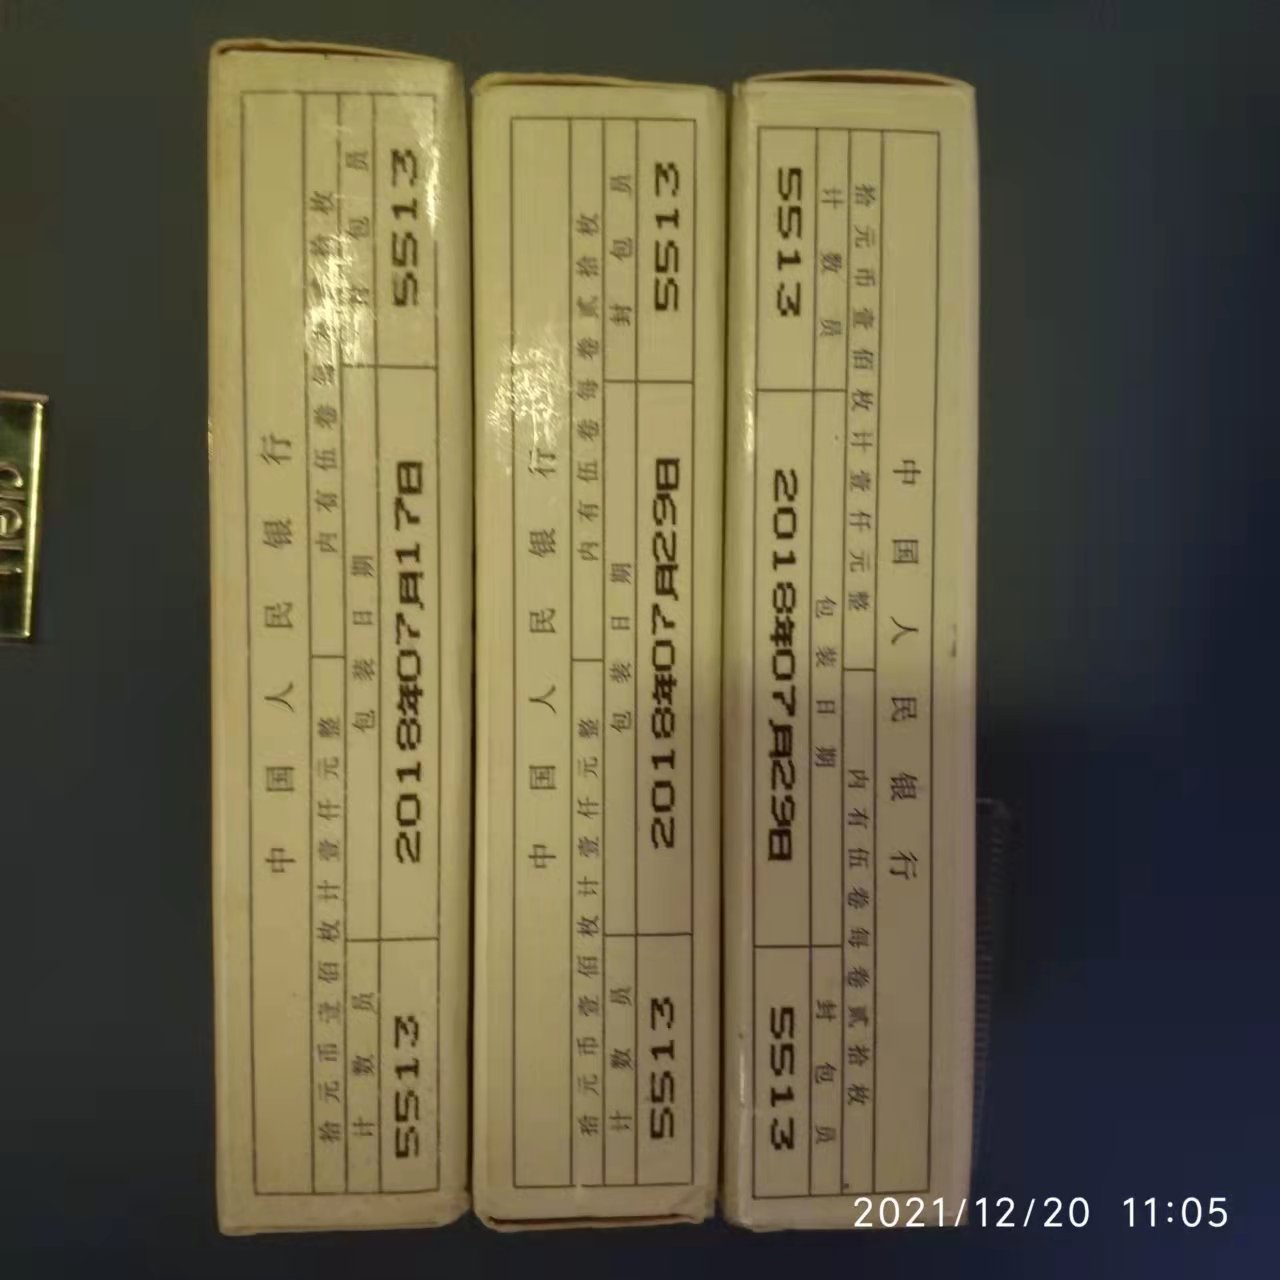 中国人民银行
拾元币壹佰枚计壹仟元整 内有伍卷每卷贰拾枚
计数员 包装日期 封包员
5513 2018年07月17日 5513
中国人民银行
拾元币壹佰枚计壹仟元整 内有伍卷每卷贰拾枚
计数员 包装日期 封包员
5513 2018年07月29日 5513
中国人民银行
拾元币壹佰枚计壹仟元整 内有伍卷每卷贰拾枚
计数员 包装日期 封包员
5513 2018年07月29日 5513
deli
2021/12/20 11:05